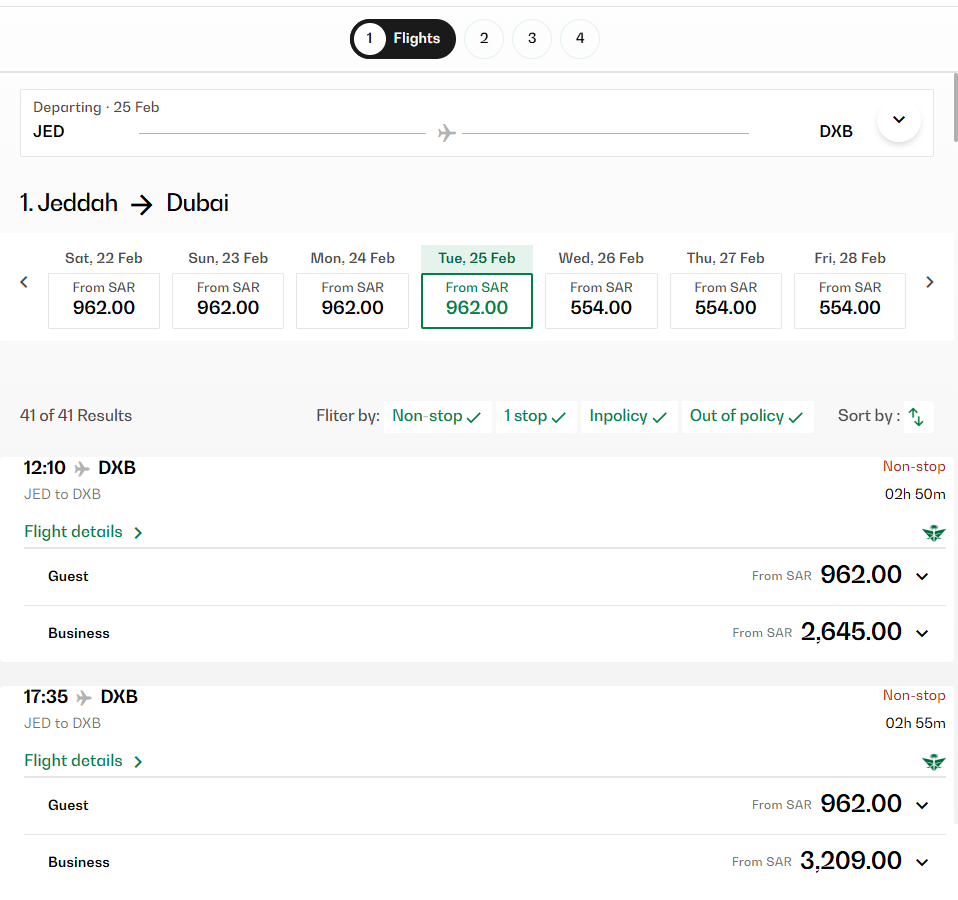 1 Flights 2 3 4
Departing · 25 Feb
JED DXB
1. Jeddah → Dubai
Sat, 22 Feb Sun, 23 Feb Mon, 24 Feb Tue, 25 Feb Wed, 26 Feb Thu, 27 Feb Fri, 28 Feb
From SAR From SAR From SAR From SAR From SAR From SAR From SAR
962.00 962.00 962.00 962.00 554.00 554.00 554.00
41 of 41 Results Fliter by: Non-stop ✓ 1 stop ✓ Inpolicy ✓ Out of policy ✓ Sort by :
12:10 DXB Non-stop
JED to DXB 02h 50m
Flight details
Guest From SAR 962.00
Business From SAR 2,645.00
17:35 DXB Non-stop
JED to DXB 02h 55m
Flight details
Guest From SAR 962.00
Business From SAR 3,209.00